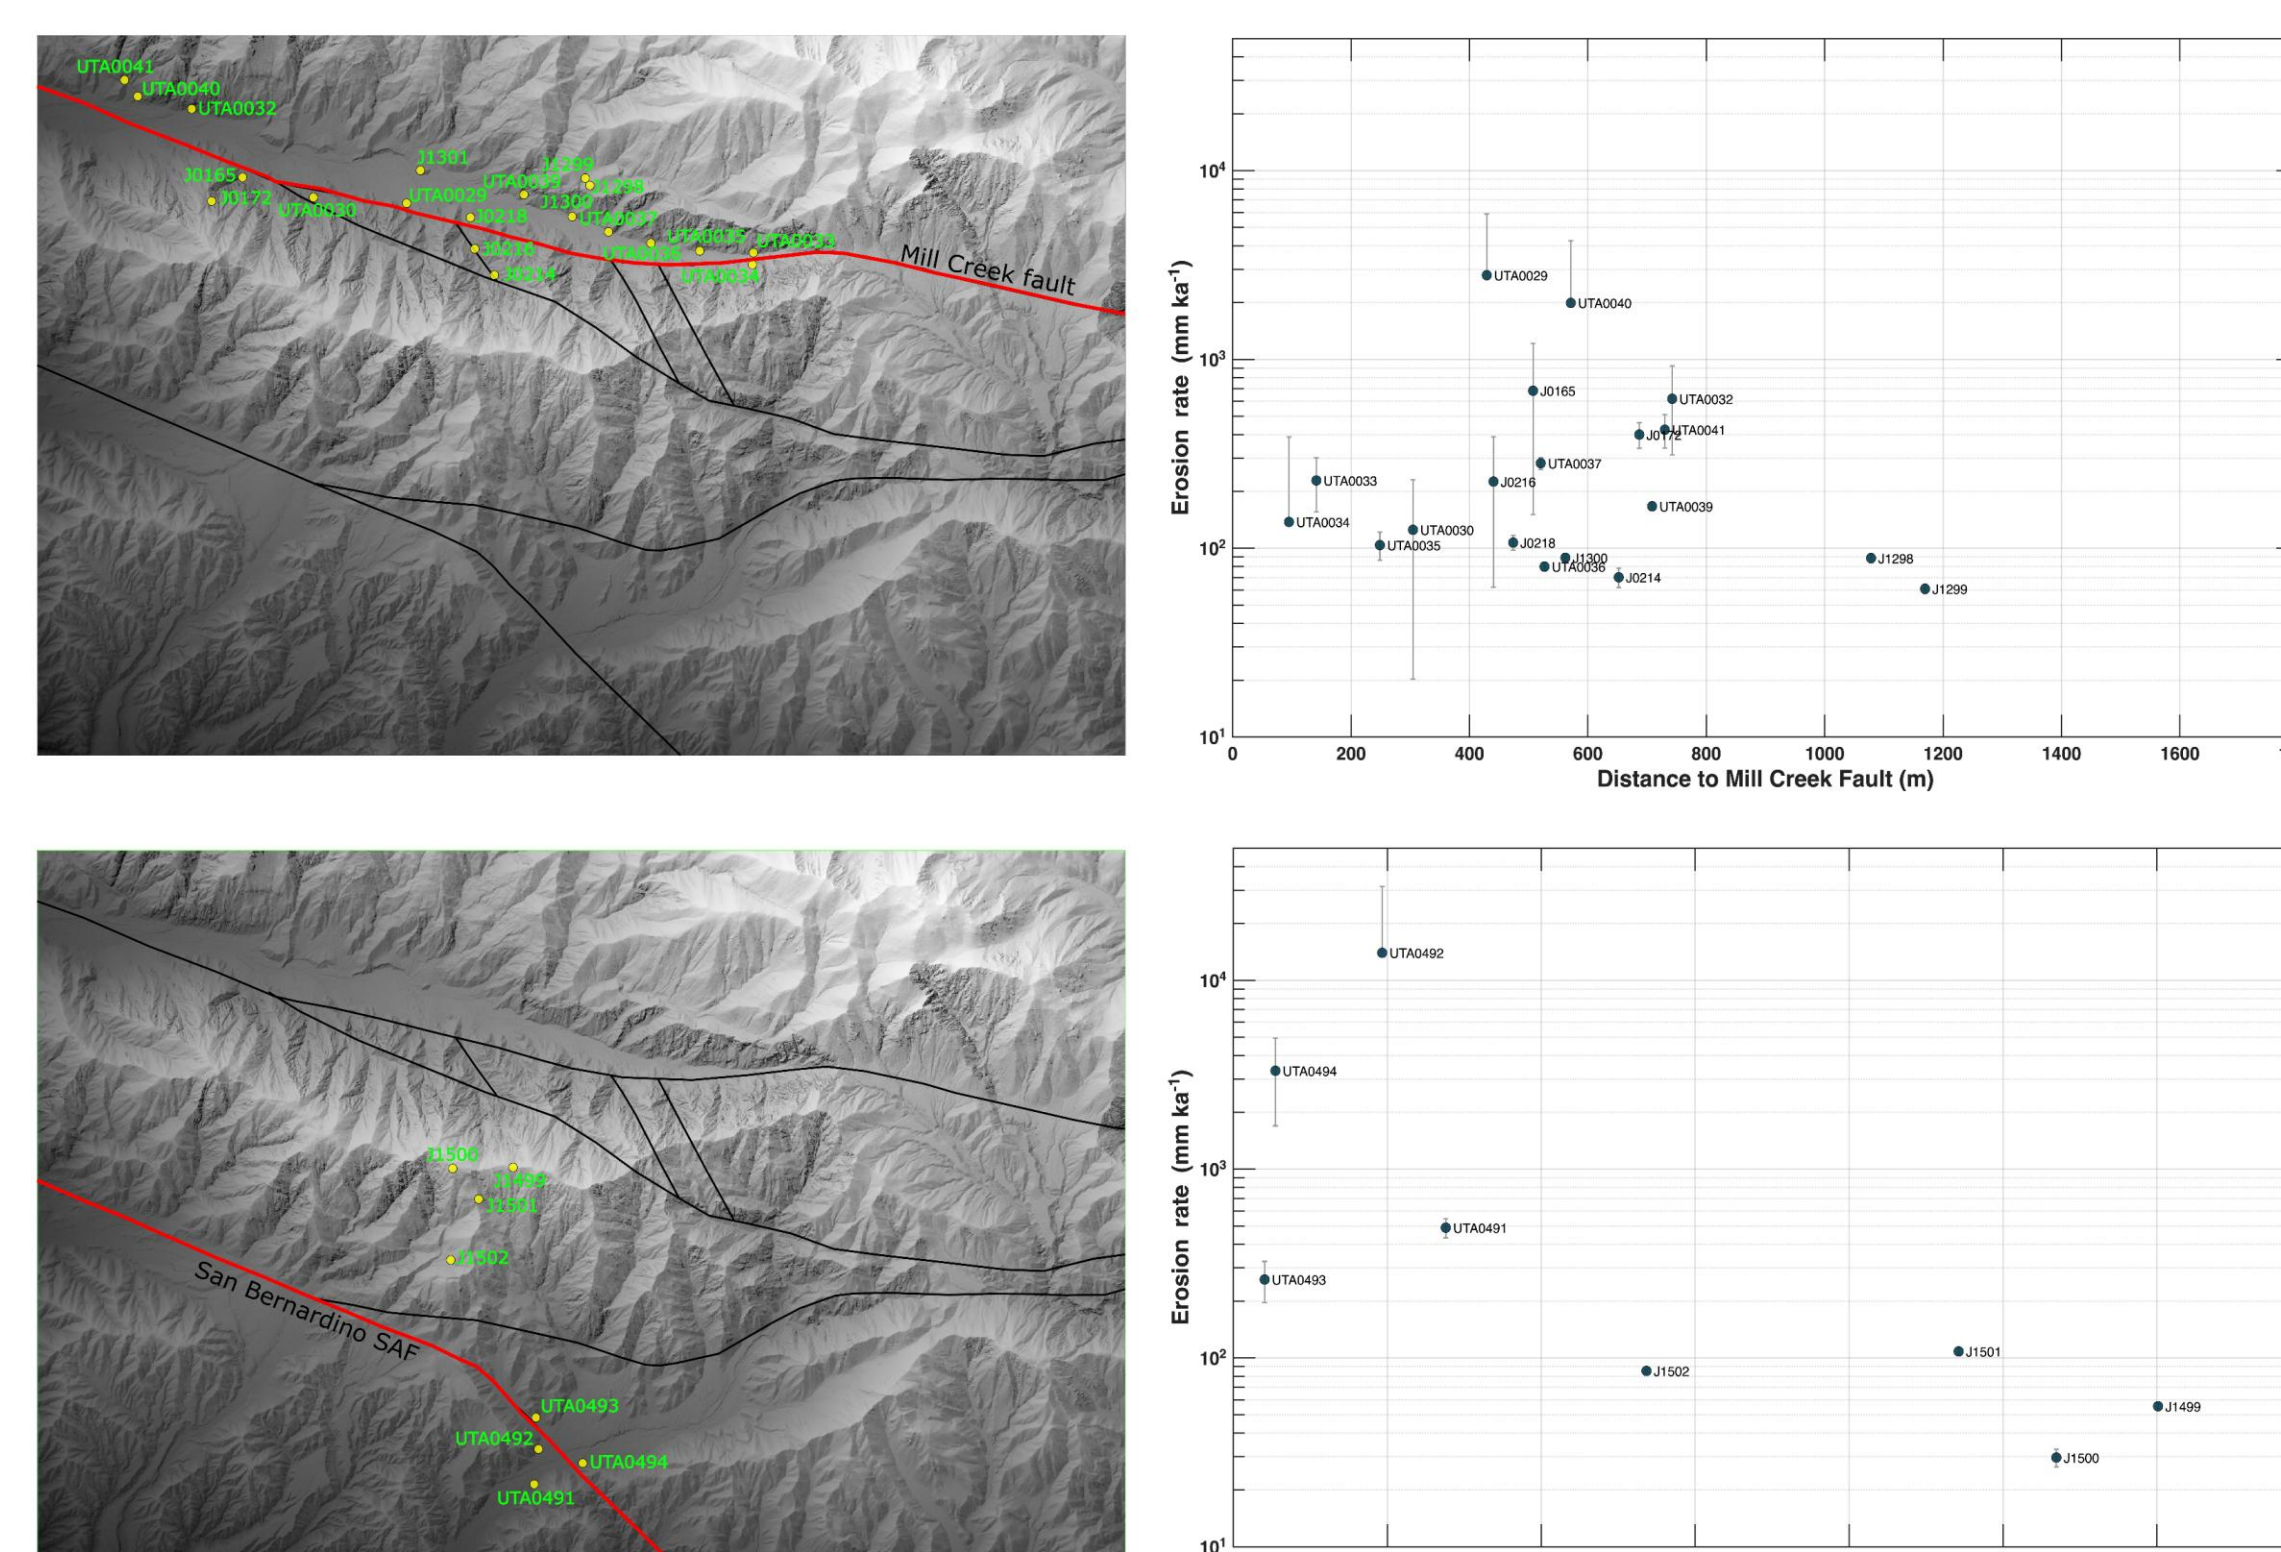 UTA0041
UTA0040
UTA0032
J1301
J1299
J0165
UTA0039
J1298
J0172
UTA0029
J1300
UTA0030
J0218
UTA0037
UTA0035
UTA0033
J0216
UTA0036
Mill Creek fault
J0214
UTA0034
Erosion rate (mm ka-1)
10⁴
10³
10²
10¹
UTA0029
UTA0040
J0165
UTA0032
J0172
UTA0041
UTA0037
UTA0033
J0216
UTA0039
UTA0034
UTA0030
UTA0035
J0218
J1300
UTA0036
J0214
J1298
J1299
0 200 400 600 800 1000 1200 1400 1600
Distance to Mill Creek Fault (m)
J1500
J1499
J1501
J1502
San Bernardino SAF
UTA0493
UTA0492
UTA0494
UTA0491
Erosion rate (mm ka-1)
10⁴
10³
10²
10¹
UTA0492
UTA0494
UTA0491
UTA0493
J1501
J1502
J1499
J1500